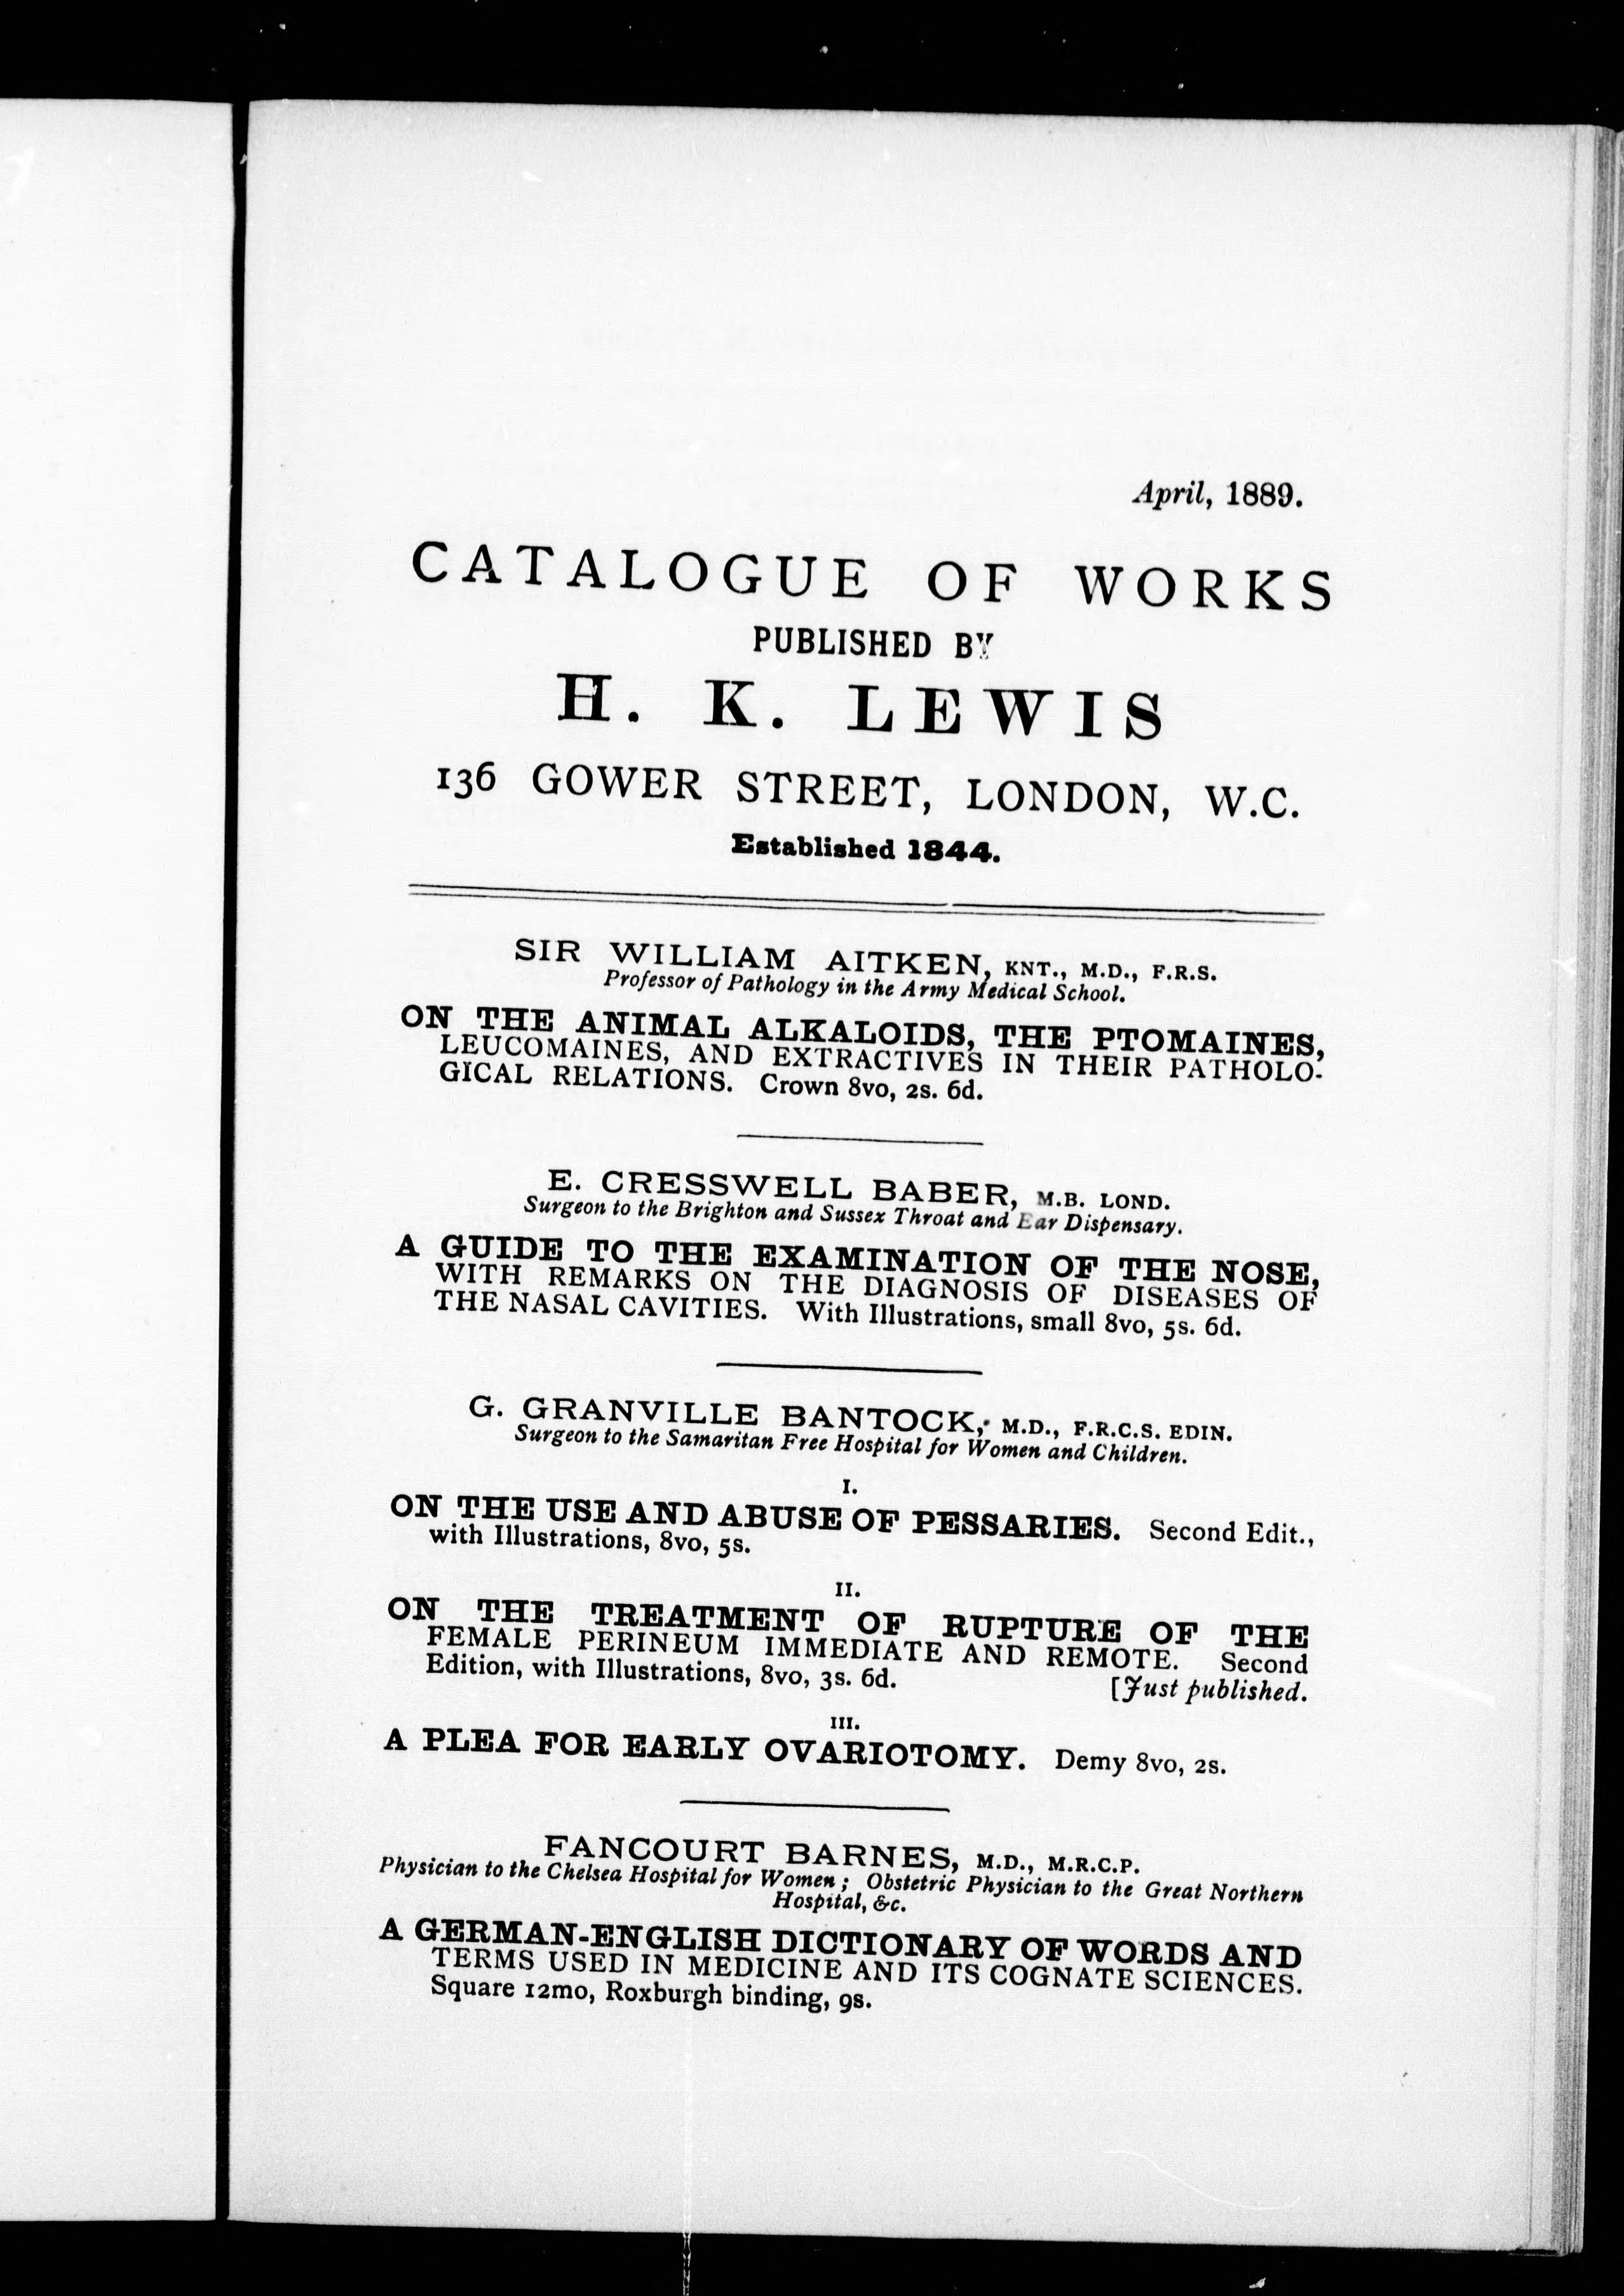 April, 1889.
CATALOGUE OF WORKS
PUBLISHED BY
H. K. LEWIS
136 GOWER STREET, LONDON, W.C.
Established 1844.
SIR WILLIAM AITKEN, KNT., M.D., F.R.S.
Professor of Pathology in the Army Medical School.
ON THE ANIMAL ALKALOIDS, THE PTOMAINES,
LEUCOMAINES, AND EXTRACTIVES IN THEIR PATHOLO-
GICAL RELATIONS. Crown 8vo, 2s. 6d.
E. CRESSWELL BABER, M.B. LOND.
Surgeon to the Brighton and Sussex Throat and Ear Dispensary.
A GUIDE TO THE EXAMINATION OF THE NOSE,
WITH REMARKS ON THE DIAGNOSIS OF DISEASES OF
THE NASAL CAVITIES. With Illustrations, small 8vo, 5s. 6d.
G. GRANVILLE BANTOCK, M.D., F.R.C.S. EDIN.
Surgeon to the Samaritan Free Hospital for Women and Children.
I.
ON THE USE AND ABUSE OF PESSARIES. Second Edit.,
with Illustrations, 8vo, 5s.
II.
ON THE TREATMENT OF RUPTURE OF THE
FEMALE PERINEUM IMMEDIATE AND REMOTE. Second
Edition, with Illustrations, 8vo, 3s. 6d. [Just published.
III.
A PLEA FOR EARLY OVARIOTOMY. Demy 8vo, 2s.
FANCOURT BARNES, M.D., M.R.C.P.
Physician to the Chelsea Hospital for Women; Obstetric Physician to the Great Northern
Hospital, &c.
A GERMAN-ENGLISH DICTIONARY OF WORDS AND
TERMS USED IN MEDICINE AND ITS COGNATE SCIENCES.
Square 12mo, Roxburgh binding, 9s.